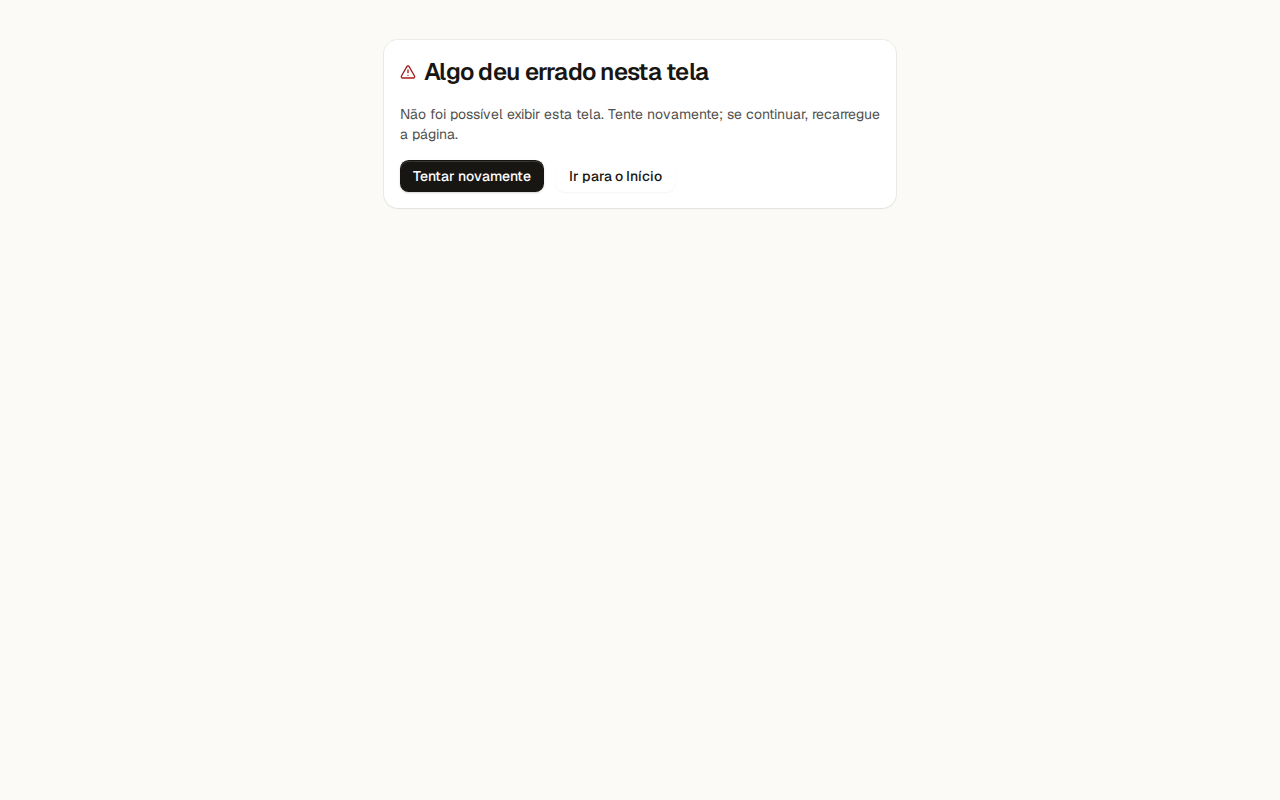 Algo deu errado nesta tela
Não foi possível exibir esta tela. Tente novamente; se continuar, recarregue
a página.
Tentar novamente
Ir para o Início